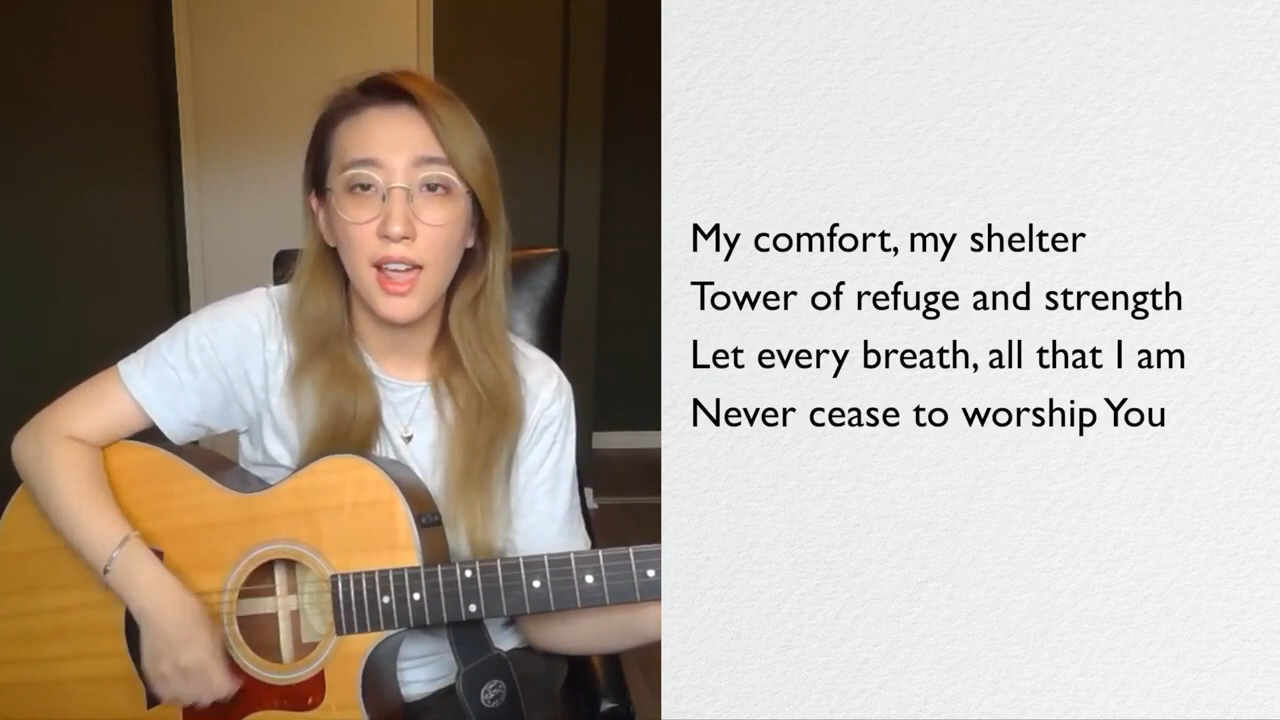 My comfort, my shelter
Tower of refuge and strength
Let every breath, all that I am
Never cease to worship You